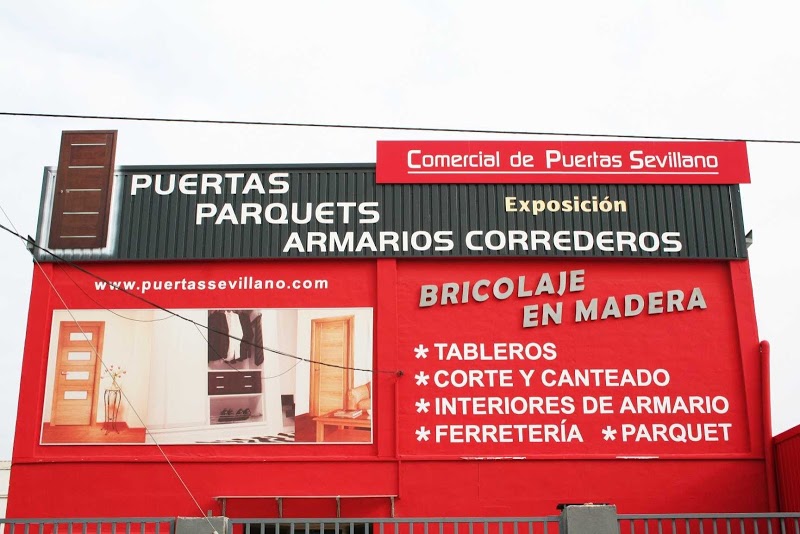 Comercial de Puertas Sevillano
PUERTAS
PARQUETS
ARMARIOS CORREDEROS
Exposición
www.puertassevillano.com
BRICOLAJE
EN MADERA
* TABLEROS
* CORTE Y CANTEADO
* INTERIORES DE ARMARIO
* FERRETERÍA * PARQUET